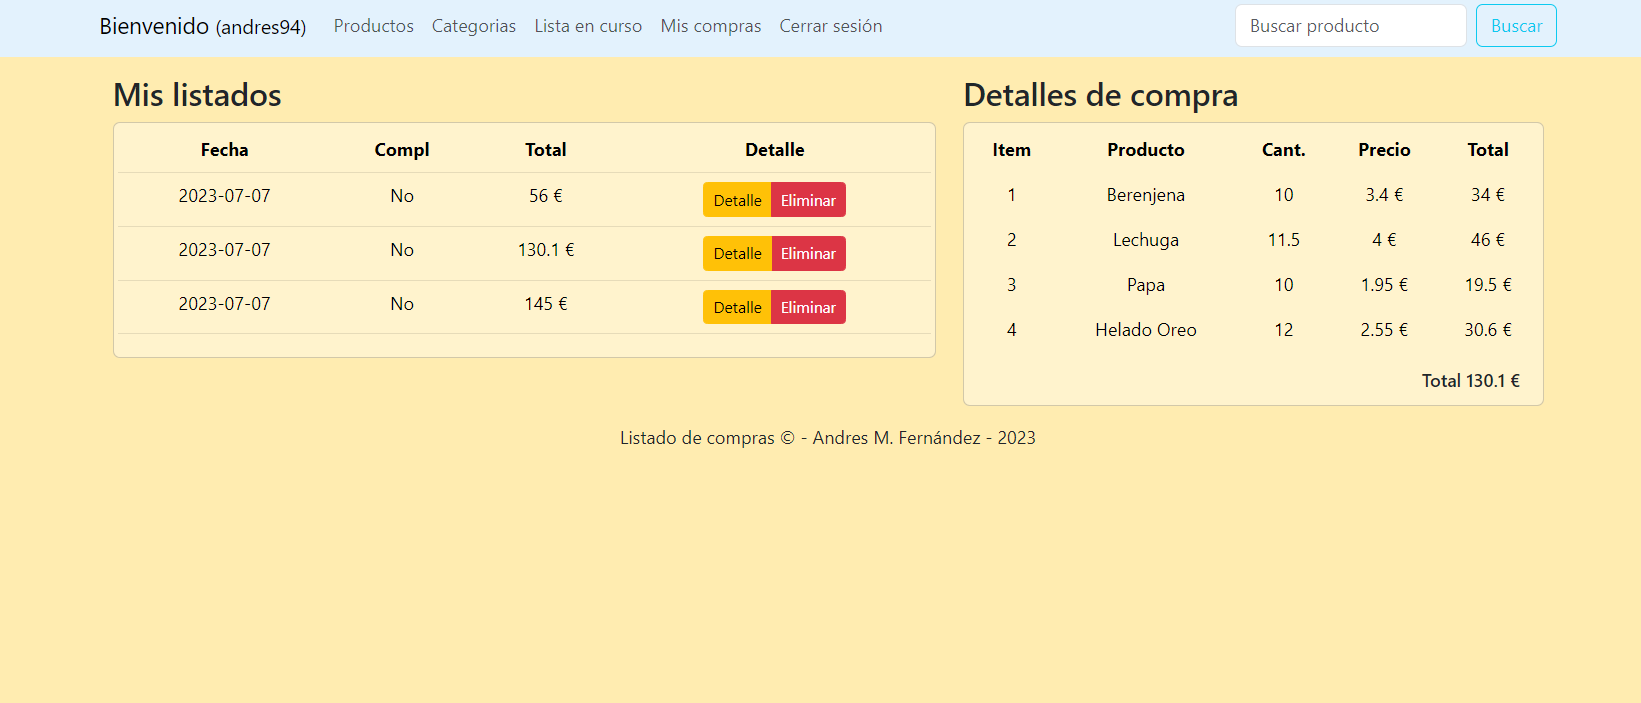 Bienvenido (andres94) Productos Categorias Lista en curso Mis compras Cerrar sesión Buscar producto Buscar
Mis listados
Fecha Compl Total Detalle
2023-07-07 No 56 € Detalle Eliminar
2023-07-07 No 130.1 € Detalle Eliminar
2023-07-07 No 145 € Detalle Eliminar
Detalles de compra
Item Producto Cant. Precio Total
1 Berenjena 10 3.4 € 34 €
2 Lechuga 11.5 4 € 46 €
3 Papa 10 1.95 € 19.5 €
4 Helado Oreo 12 2.55 € 30.6 €
Total 130.1 €
Listado de compras © - Andres M. Fernández - 2023